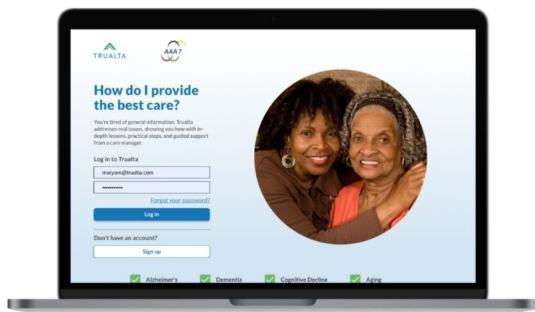 TRUALTA
AAA7
How do I provide
the best care?
You're tired of general information. Trualta
addresses real issues, showing you how with in-
depth lessons, practical steps, and guided support
from a care manager.
Log in to Trualta
maryam@trualta.com
Forgot your password?
Log in
Don't have an account?
Sign up
Alzheimer's
Dementia
Cognitive Decline
Aging